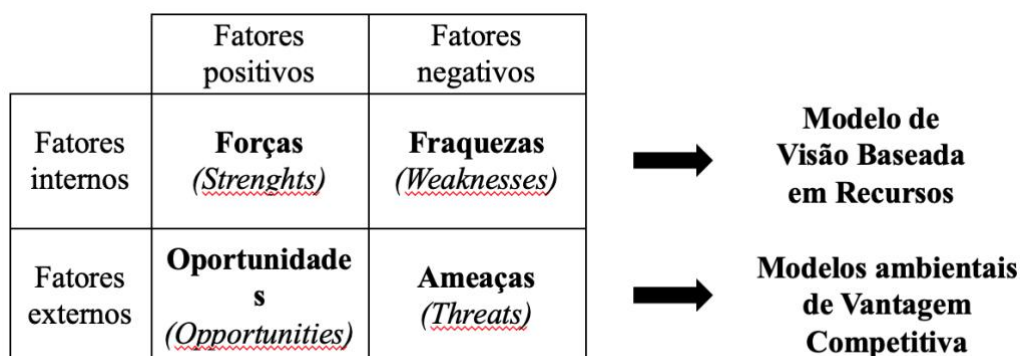 Fatores
positivos
Fatores
negativos
Fatores
internos
Forças
(Strenghts)
Fraquezas
(Weaknesses)
Modelo de
Visão Baseada
em Recursos
Fatores
externos
Oportunidade
s
(Opportunities)
Ameaças
(Threats)
Modelos ambientais
de Vantagem
Competitiva